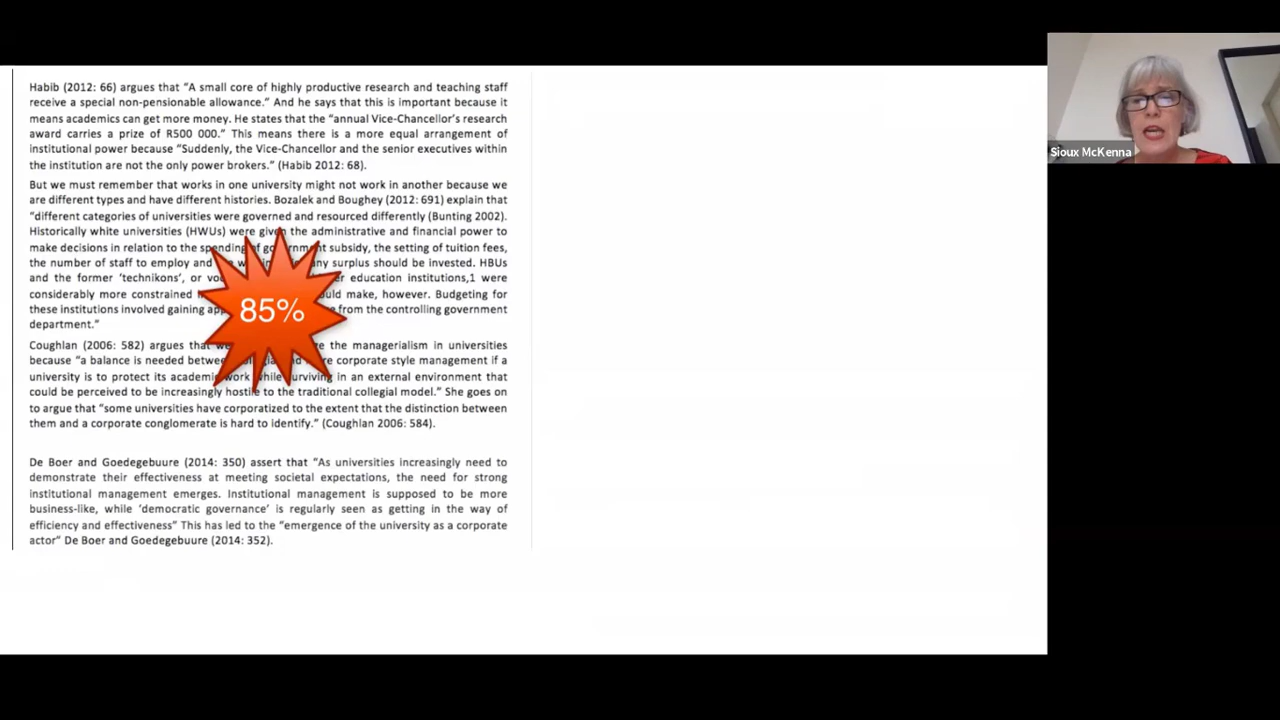 Habib (2012: 66) argues that “A small core of highly productive research and teaching staff
receive a special non-pensionable allowance.” And he says that this is important because it
means academics can get more money. He states that the “annual Vice-Chancellor’s research
award carries a prize of R500 000.” This means there is a more equal arrangement of
institutional power because “Suddenly, the Vice-Chancellor and the senior executives within
the institution are not the only power brokers.” (Habib 2012: 68).
But we must remember that works in one university might not work in another because we
are different types and have different histories. Bozalek and Boughey (2012: 691) explain that
“different categories of universities were governed and resourced differently (Bunting 2002).
Historically white universities (HWUs) were given the administrative and financial power to
make decisions in relation to the spending of government subsidy, the setting of tuition fees,
the number of staff to employ and any surplus should be invested. HBUs
and the former ‘technikons’, or education institutions,1 were
considerably more constrained make, however. Budgeting for
these institutions involved gaining from the controlling government
department.”
Coughlan (2006: 582) argues that the managerialism in universities
because “a balance is needed between corporate style management if a
university is to protect its academic work while surviving in an external environment that
could be perceived to be increasingly hostile to the traditional collegial model.” She goes on
to argue that “some universities have corporatized to the extent that the distinction between
them and a corporate conglomerate is hard to identify.” (Coughlan 2006: 584).
De Boer and Goedegebuure (2014: 350) assert that “As universities increasingly need to
demonstrate their effectiveness at meeting societal expectations, the need for strong
institutional management emerges. Institutional management is supposed to be more
business-like, while ‘democratic governance’ is regularly seen as getting in the way of
efficiency and effectiveness” This has led to the “emergence of the university as a corporate
actor” De Boer and Goedegebuure (2014: 352).
85%
Sioux McKenna